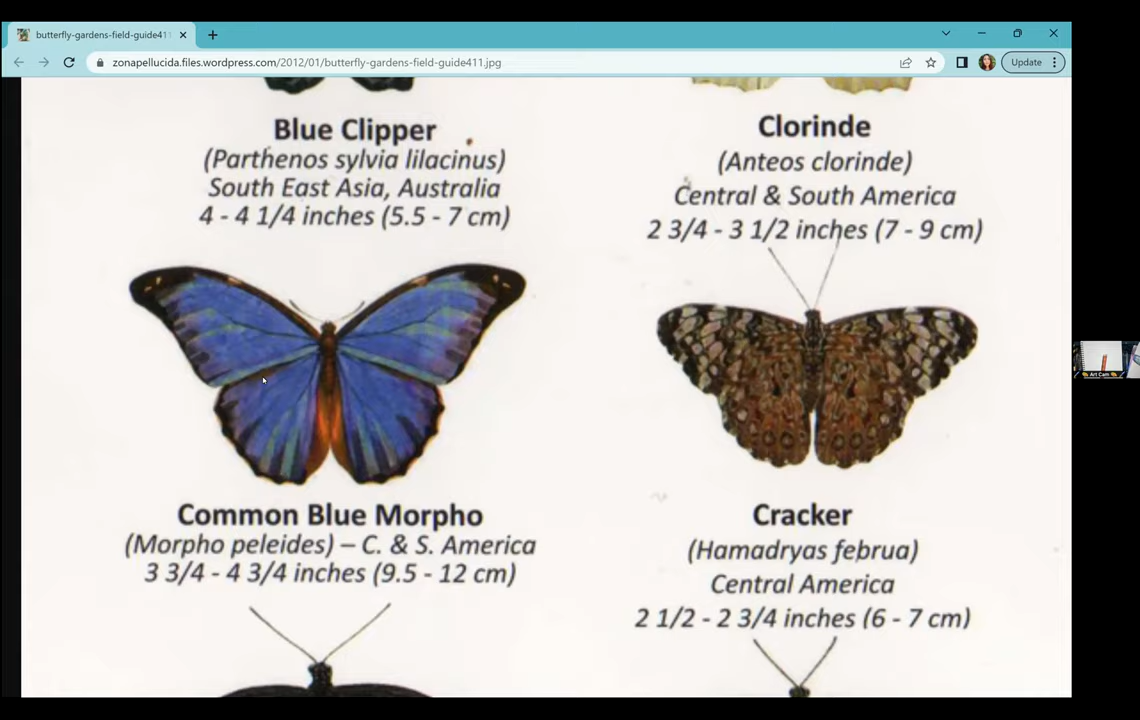 butterfly-gardens-field-guide411
zonapellucida.files.wordpress.com/2012/01/butterfly-gardens-field-guide411.jpg
Update
Blue Clipper
(Parthenos sylvia lilacinus)
South East Asia, Australia
4 - 4 1/4 inches (5.5 - 7 cm)
Clorinde
(Anteos clorinde)
Central & South America
2 3/4 - 3 1/2 inches (7 - 9 cm)
Common Blue Morpho
(Morpho peleides) – C. & S. America
3 3/4 - 4 3/4 inches (9.5 - 12 cm)
Cracker
(Hamadryas februa)
Central America
2 1/2 - 2 3/4 inches (6 - 7 cm)
Art Cam